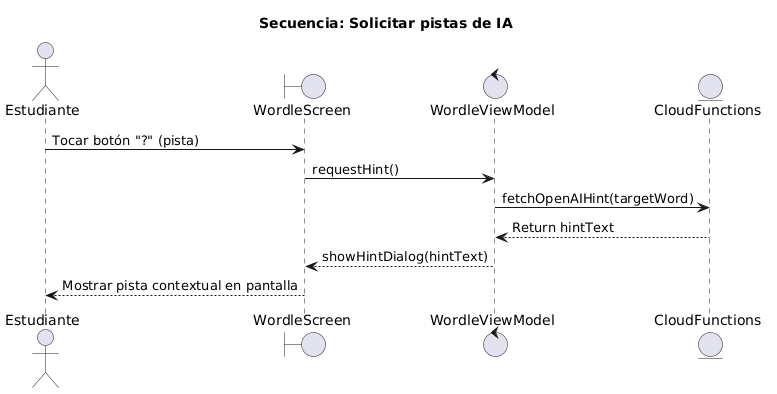 Secuencia: Solicitar pistas de IA
Estudiante
WordleScreen
WordleViewModel
CloudFunctions
Tocar botón "?" (pista)
requestHint()
fetchOpenAIHint(targetWord)
Return hintText
showHintDialog(hintText)
Mostrar pista contextual en pantalla
Estudiante
WordleScreen
WordleViewModel
CloudFunctions